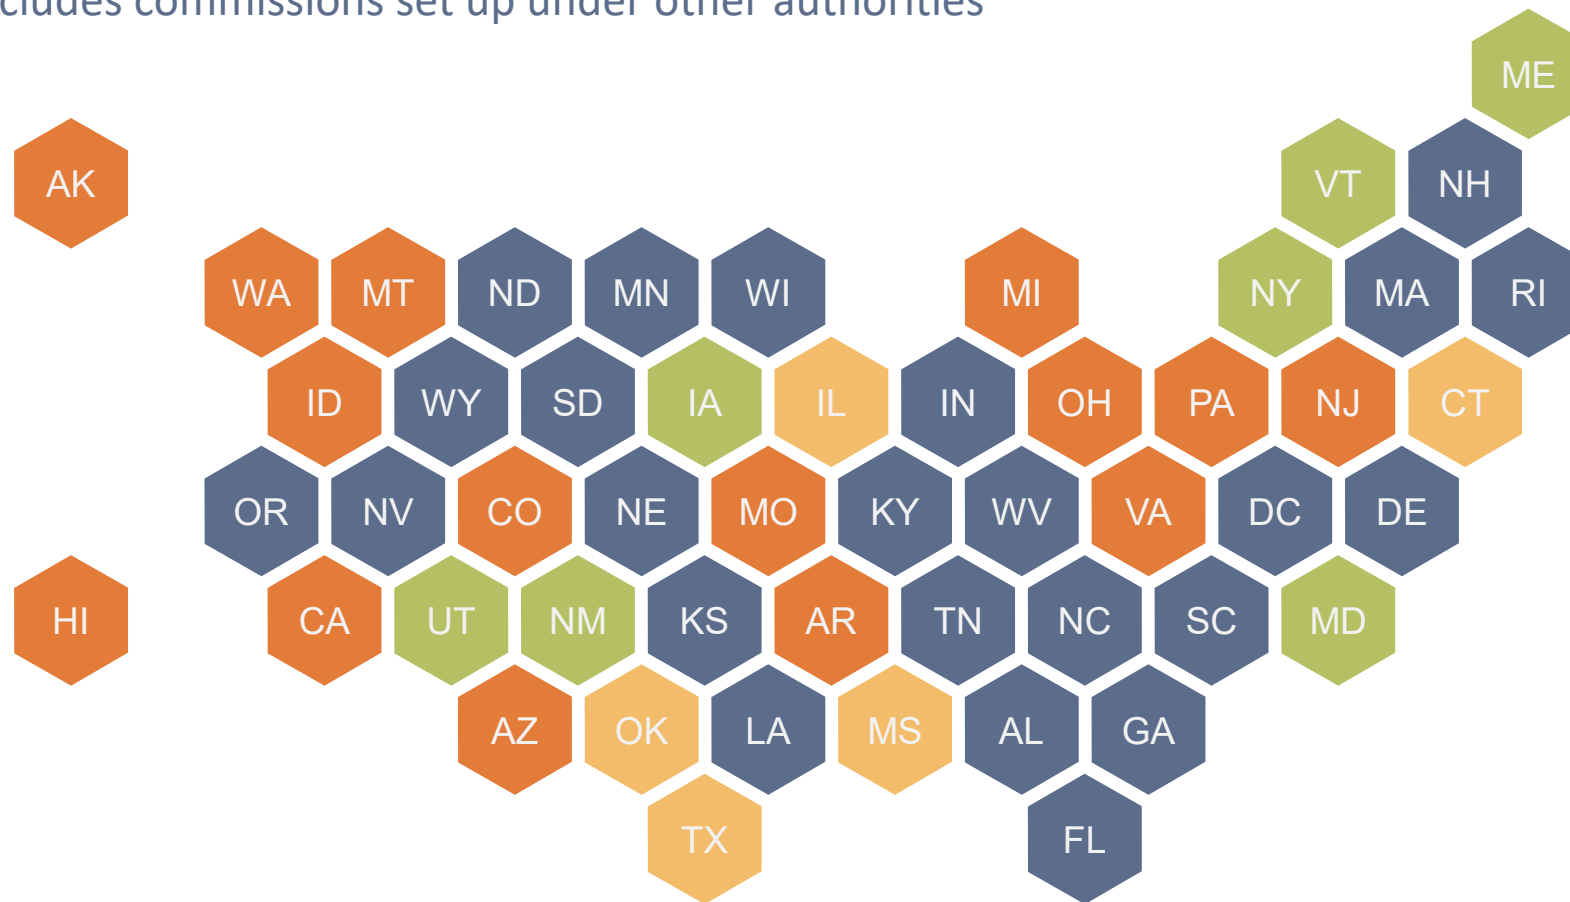 cludes commissions set up under other authorities
ME
AK
VT NH
WA MT ND MN WI MI NY MA RI
ID WY SD IA IL IN OH PA NJ CT
OR NV CO NE MO KY WV VA DC DE
HI CA UT NM KS AR TN NC SC MD
AZ OK LA MS AL GA
TX FL